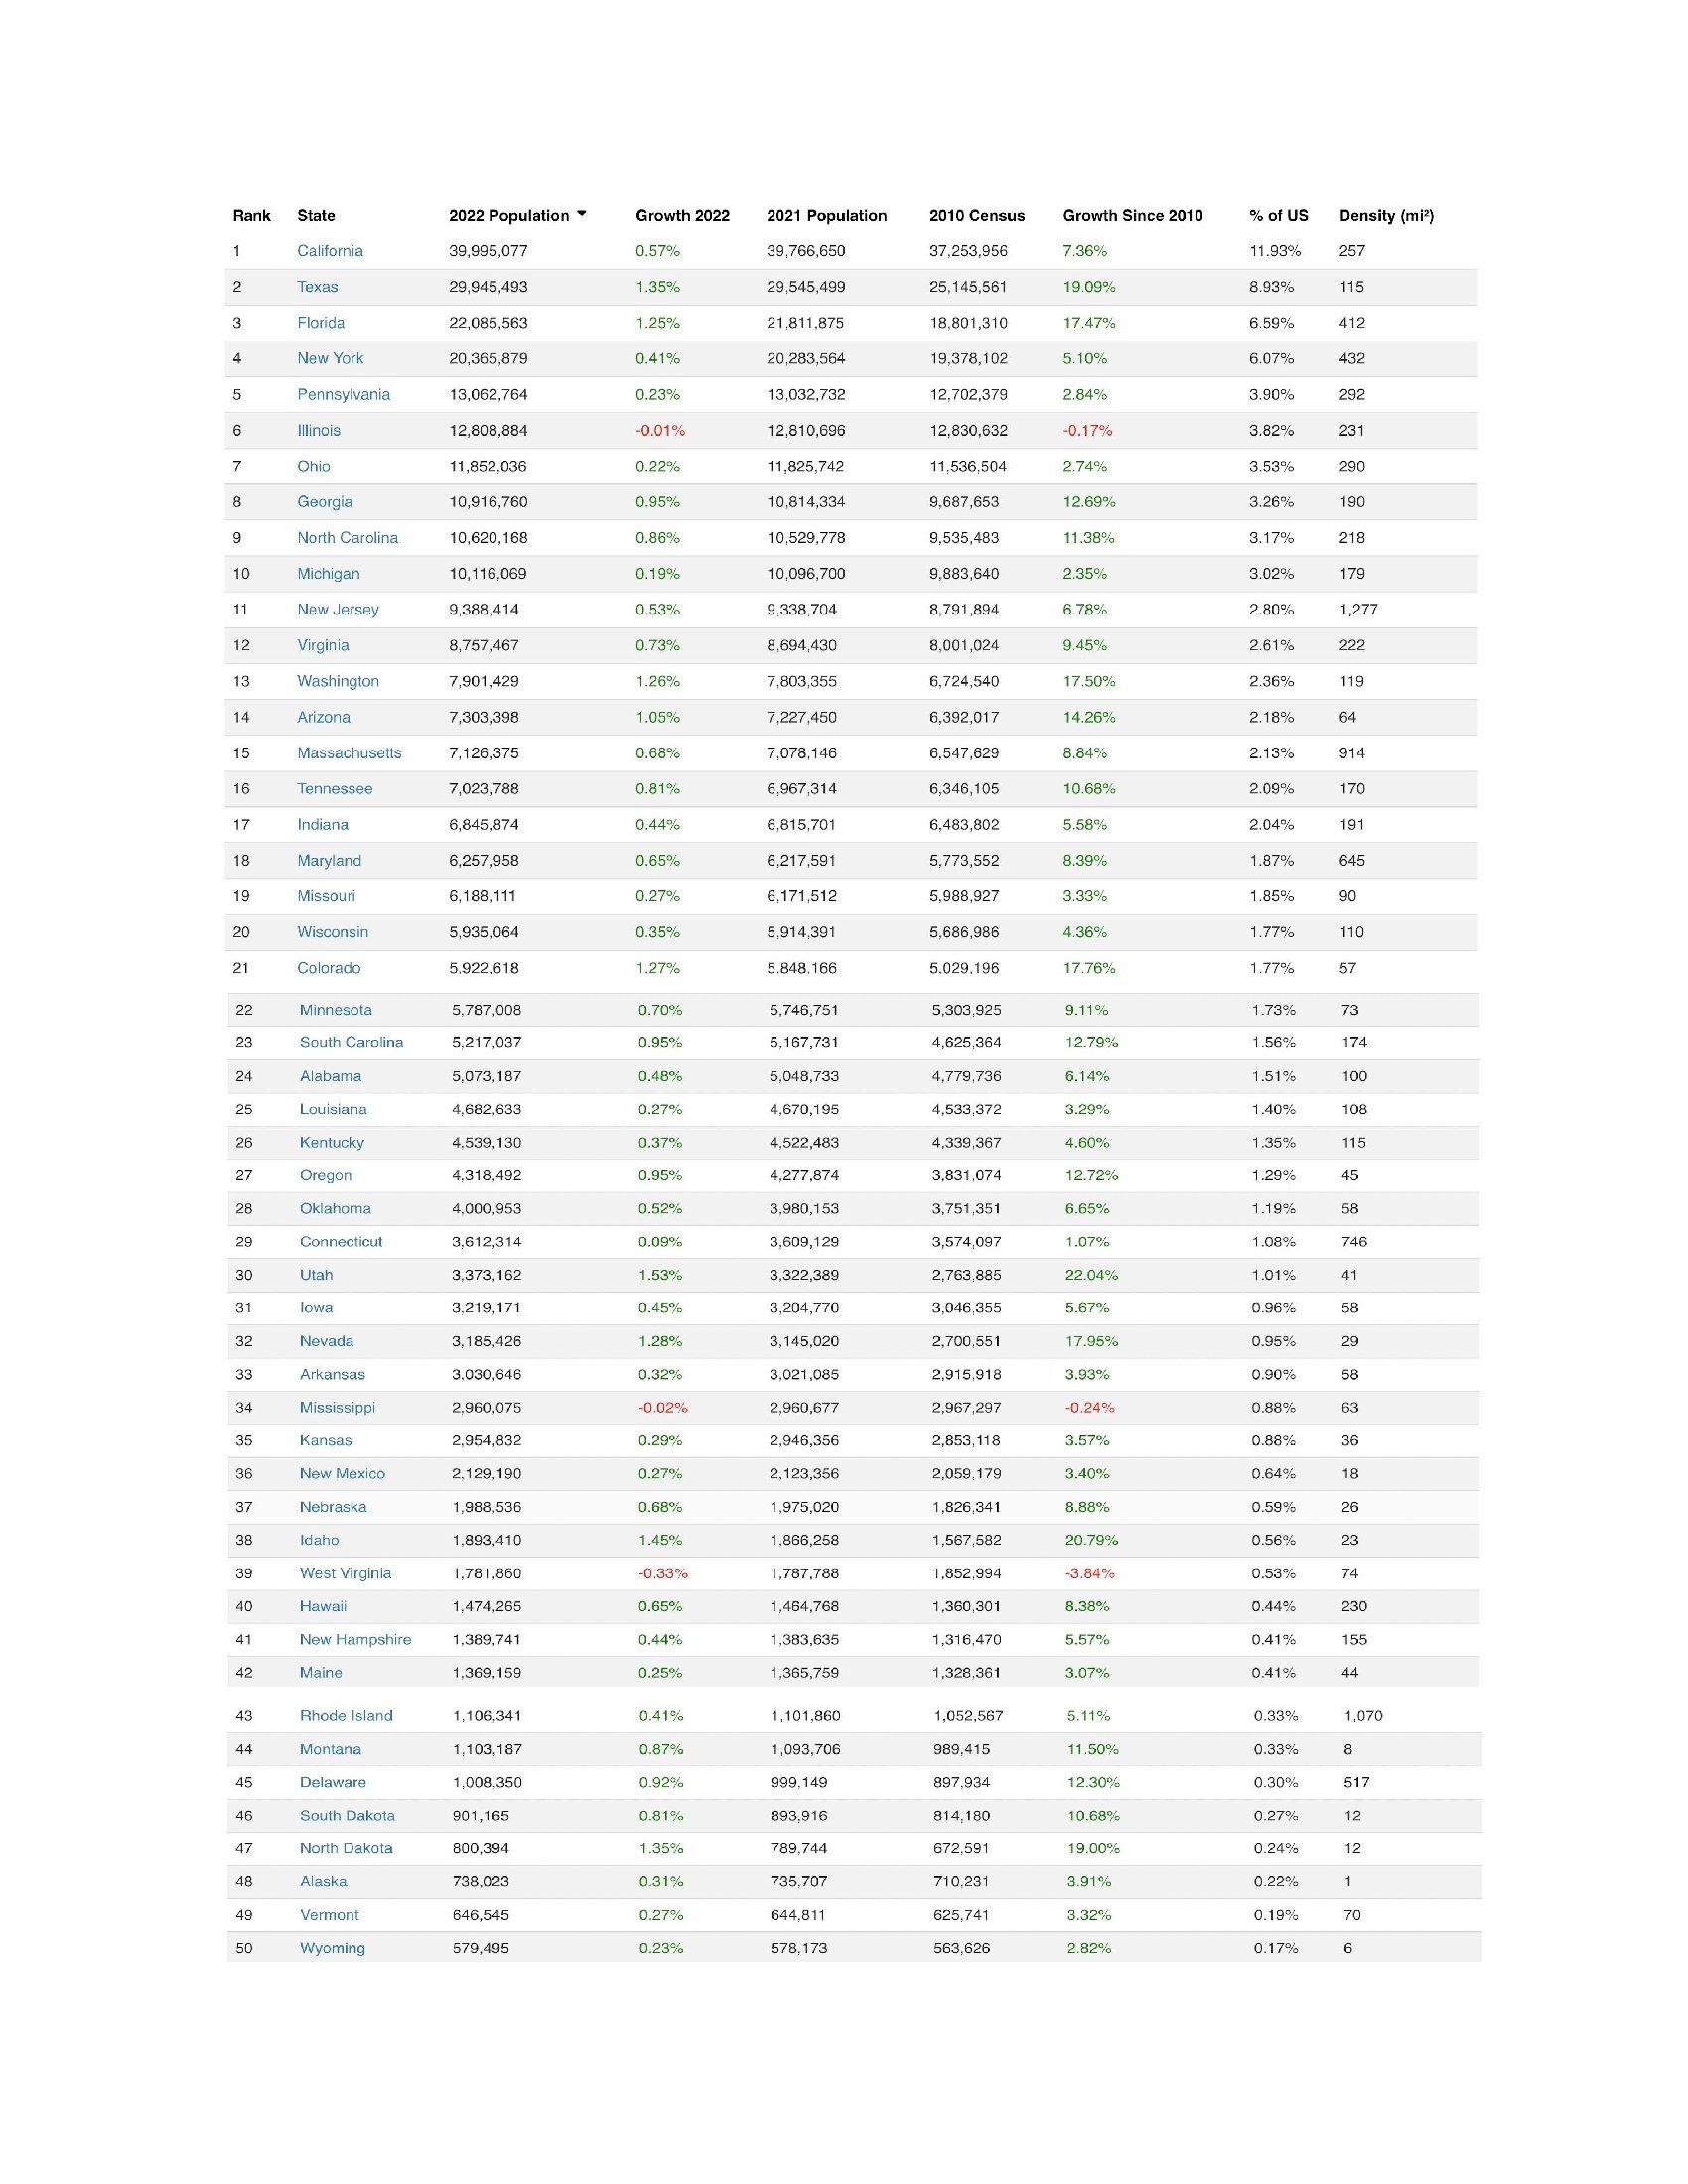 Rank State 2022 Population Growth 2022 2021 Population 2010 Census Growth Since 2010 % of US Density (mi²)
1 California 39,995,077 0.57% 39,766,650 37,253,956 7.36% 11.93% 257
2 Texas 29,945,493 1.35% 29,545,499 25,145,561 19.09% 8.93% 115
3 Florida 22,085,563 1.25% 21,811,875 18,801,310 17.47% 6.59% 412
4 New York 20,365,879 0.41% 20,283,564 19,378,102 5.10% 6.07% 432
5 Pennsylvania 13,062,764 0.23% 13,032,732 12,702,379 2.84% 3.90% 292
6 Illinois 12,808,884 -0.01% 12,810,696 12,830,632 -0.17% 3.82% 231
7 Ohio 11,852,036 0.22% 11,825,742 11,536,504 2.74% 3.53% 290
8 Georgia 10,916,760 0.95% 10,814,334 9,687,653 12.69% 3.26% 190
9 North Carolina 10,620,168 0.86% 10,529,778 9,535,483 11.38% 3.17% 218
10 Michigan 10,116,069 0.19% 10,096,700 9,883,640 2.35% 3.02% 179
11 New Jersey 9,388,414 0.53% 9,338,704 8,791,894 6.78% 2.80% 1,277
12 Virginia 8,757,467 0.73% 8,694,430 8,001,024 9.45% 2.61% 222
13 Washington 7,901,429 1.26% 7,803,355 6,724,540 17.50% 2.36% 119
14 Arizona 7,303,398 1.05% 7,227,450 6,392,017 14.26% 2.18% 64
15 Massachusetts 7,126,375 0.68% 7,078,146 6,547,629 8.84% 2.13% 914
16 Tennessee 7,023,788 0.81% 6,967,314 6,346,105 10.68% 2.09% 170
17 Indiana 6,845,874 0.44% 6,815,701 6,483,802 5.58% 2.04% 191
18 Maryland 6,257,958 0.65% 6,217,591 5,773,552 8.39% 1.87% 645
19 Missouri 6,188,111 0.27% 6,171,512 5,988,927 3.33% 1.85% 90
20 Wisconsin 5,935,064 0.35% 5,914,391 5,686,986 4.36% 1.77% 110
21 Colorado 5.922.618 1.27% 5.848.166 5.029.196 17.76% 1.77% 57
22 Minnesota 5,787,008 0.70% 5,746,751 5,303,925 9.11% 1.73% 73
23 South Carolina 5,217,037 0.95% 5,167,731 4,625,364 12.79% 1.56% 174
24 Alabama 5,073,187 0.48% 5,048,733 4,779,736 6.14% 1.51% 100
25 Louisiana 4,682,633 0.27% 4,670,195 4,533,372 3.29% 1.40% 108
26 Kentucky 4,539,130 0.37% 4,522,483 4,339,367 4.60% 1.35% 115
27 Oregon 4,318,492 0.95% 4,277,874 3,831,074 12.72% 1.29% 45
28 Oklahoma 4,000,953 0.52% 3,980,153 3,751,351 6.65% 1.19% 58
29 Connecticut 3,612,314 0.09% 3,609,129 3,574,097 1.07% 1.08% 746
30 Utah 3,373,162 1.53% 3,322,389 2,763,885 22.04% 1.01% 41
31 Iowa 3,219,171 0.45% 3,204,770 3,046,355 5.67% 0.96% 58
32 Nevada 3,185,426 1.28% 3,145,020 2,700,551 17.95% 0.95% 29
33 Arkansas 3,030,646 0.32% 3,021,085 2,915,918 3.93% 0.90% 58
34 Mississippi 2,960,075 -0.02% 2,960,677 2,967,297 -0.24% 0.88% 63
35 Kansas 2,954,832 0.29% 2,946,356 2,853,118 3.57% 0.88% 36
36 New Mexico 2,129,190 0.27% 2,123,356 2,059,179 3.40% 0.64% 18
37 Nebraska 1,988,536 0.68% 1,975,020 1,826,341 8.88% 0.59% 26
38 Idaho 1,893,410 1.45% 1,866,258 1,567,582 20.79% 0.56% 23
39 West Virginia 1,781,860 -0.33% 1,787,788 1,852,994 -3.84% 0.53% 74
40 Hawaii 1,474,265 0.65% 1,464,768 1,360,301 8.38% 0.44% 230
41 New Hampshire 1,389,741 0.44% 1,383,635 1,316,470 5.57% 0.41% 155
42 Maine 1,369,159 0.25% 1,365,759 1,328,361 3.07% 0.41% 44
43 Rhode Island 1,106,341 0.41% 1,101,860 1,052,567 5.11% 0.33% 1,070
44 Montana 1,103,187 0.87% 1,093,706 989,415 11.50% 0.33% 8
45 Delaware 1,008,350 0.92% 999,149 897,934 12.30% 0.30% 517
46 South Dakota 901,165 0.81% 893,916 814,180 10.68% 0.27% 12
47 North Dakota 800,394 1.35% 789,744 672,591 19.00% 0.24% 12
48 Alaska 738,023 0.31% 735,707 710,231 3.91% 0.22% 1
49 Vermont 646,545 0.27% 644,811 625,741 3.32% 0.19% 70
50 Wyoming 579,495 0.23% 578,173 563,626 2.82% 0.17% 6